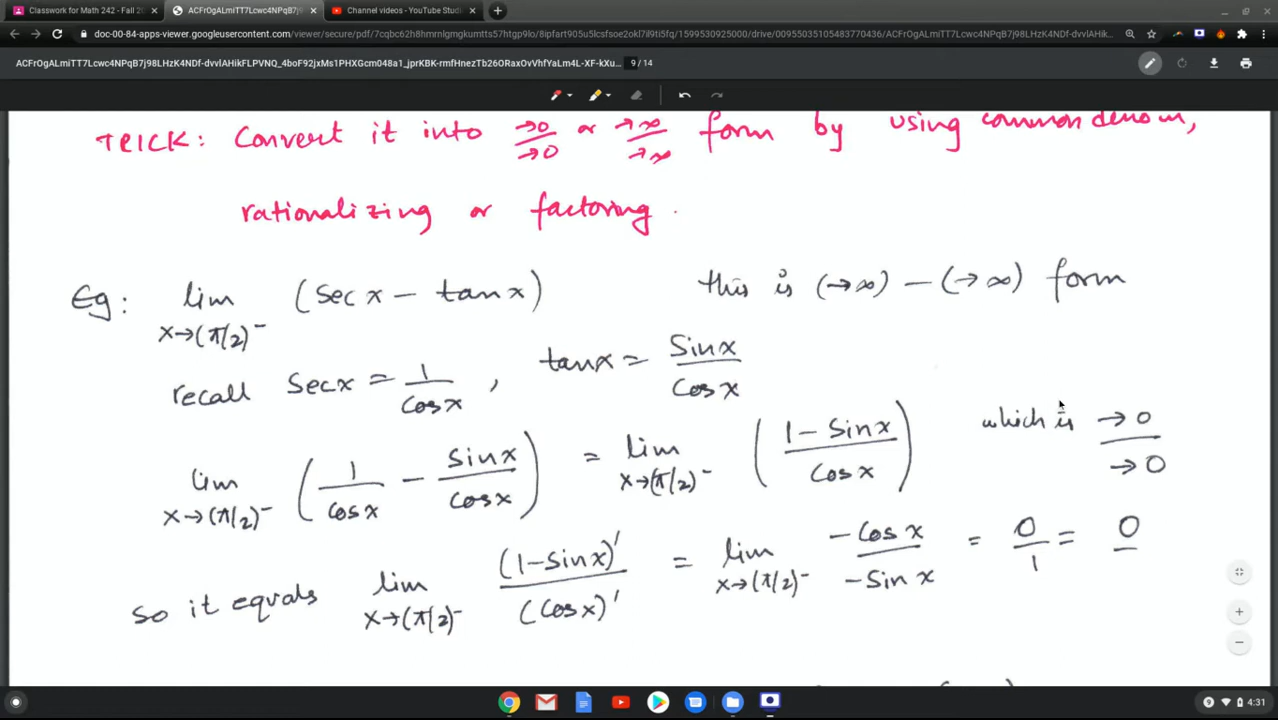 Classwork for Math 242 - Fall 20
ACFrOgALmiTT7Lcwc4NPqB7j9
Channel videos - YouTube Studi
9 / 14
TRICK: Convert it into →0/→0 or →∞/→∞ form by using common denom,
rationalizing or factoring.
Eg: lim x→(π/2)⁻ (Sec x − tan x) this is (→∞) − (→∞) form
recall Sec x = 1/Cos x , tan x = Sin x/Cos x
lim x→(π/2)⁻ (1/Cos x − Sin x/Cos x) = lim x→(π/2)⁻ ((1 − Sin x)/Cos x) which is →0/→0
So it equals lim x→(π/2)⁻ (1−Sin x)'/(Cos x)' = lim x→(π/2)⁻ −Cos x/−Sin x = 0/1 = 0
9
4:31